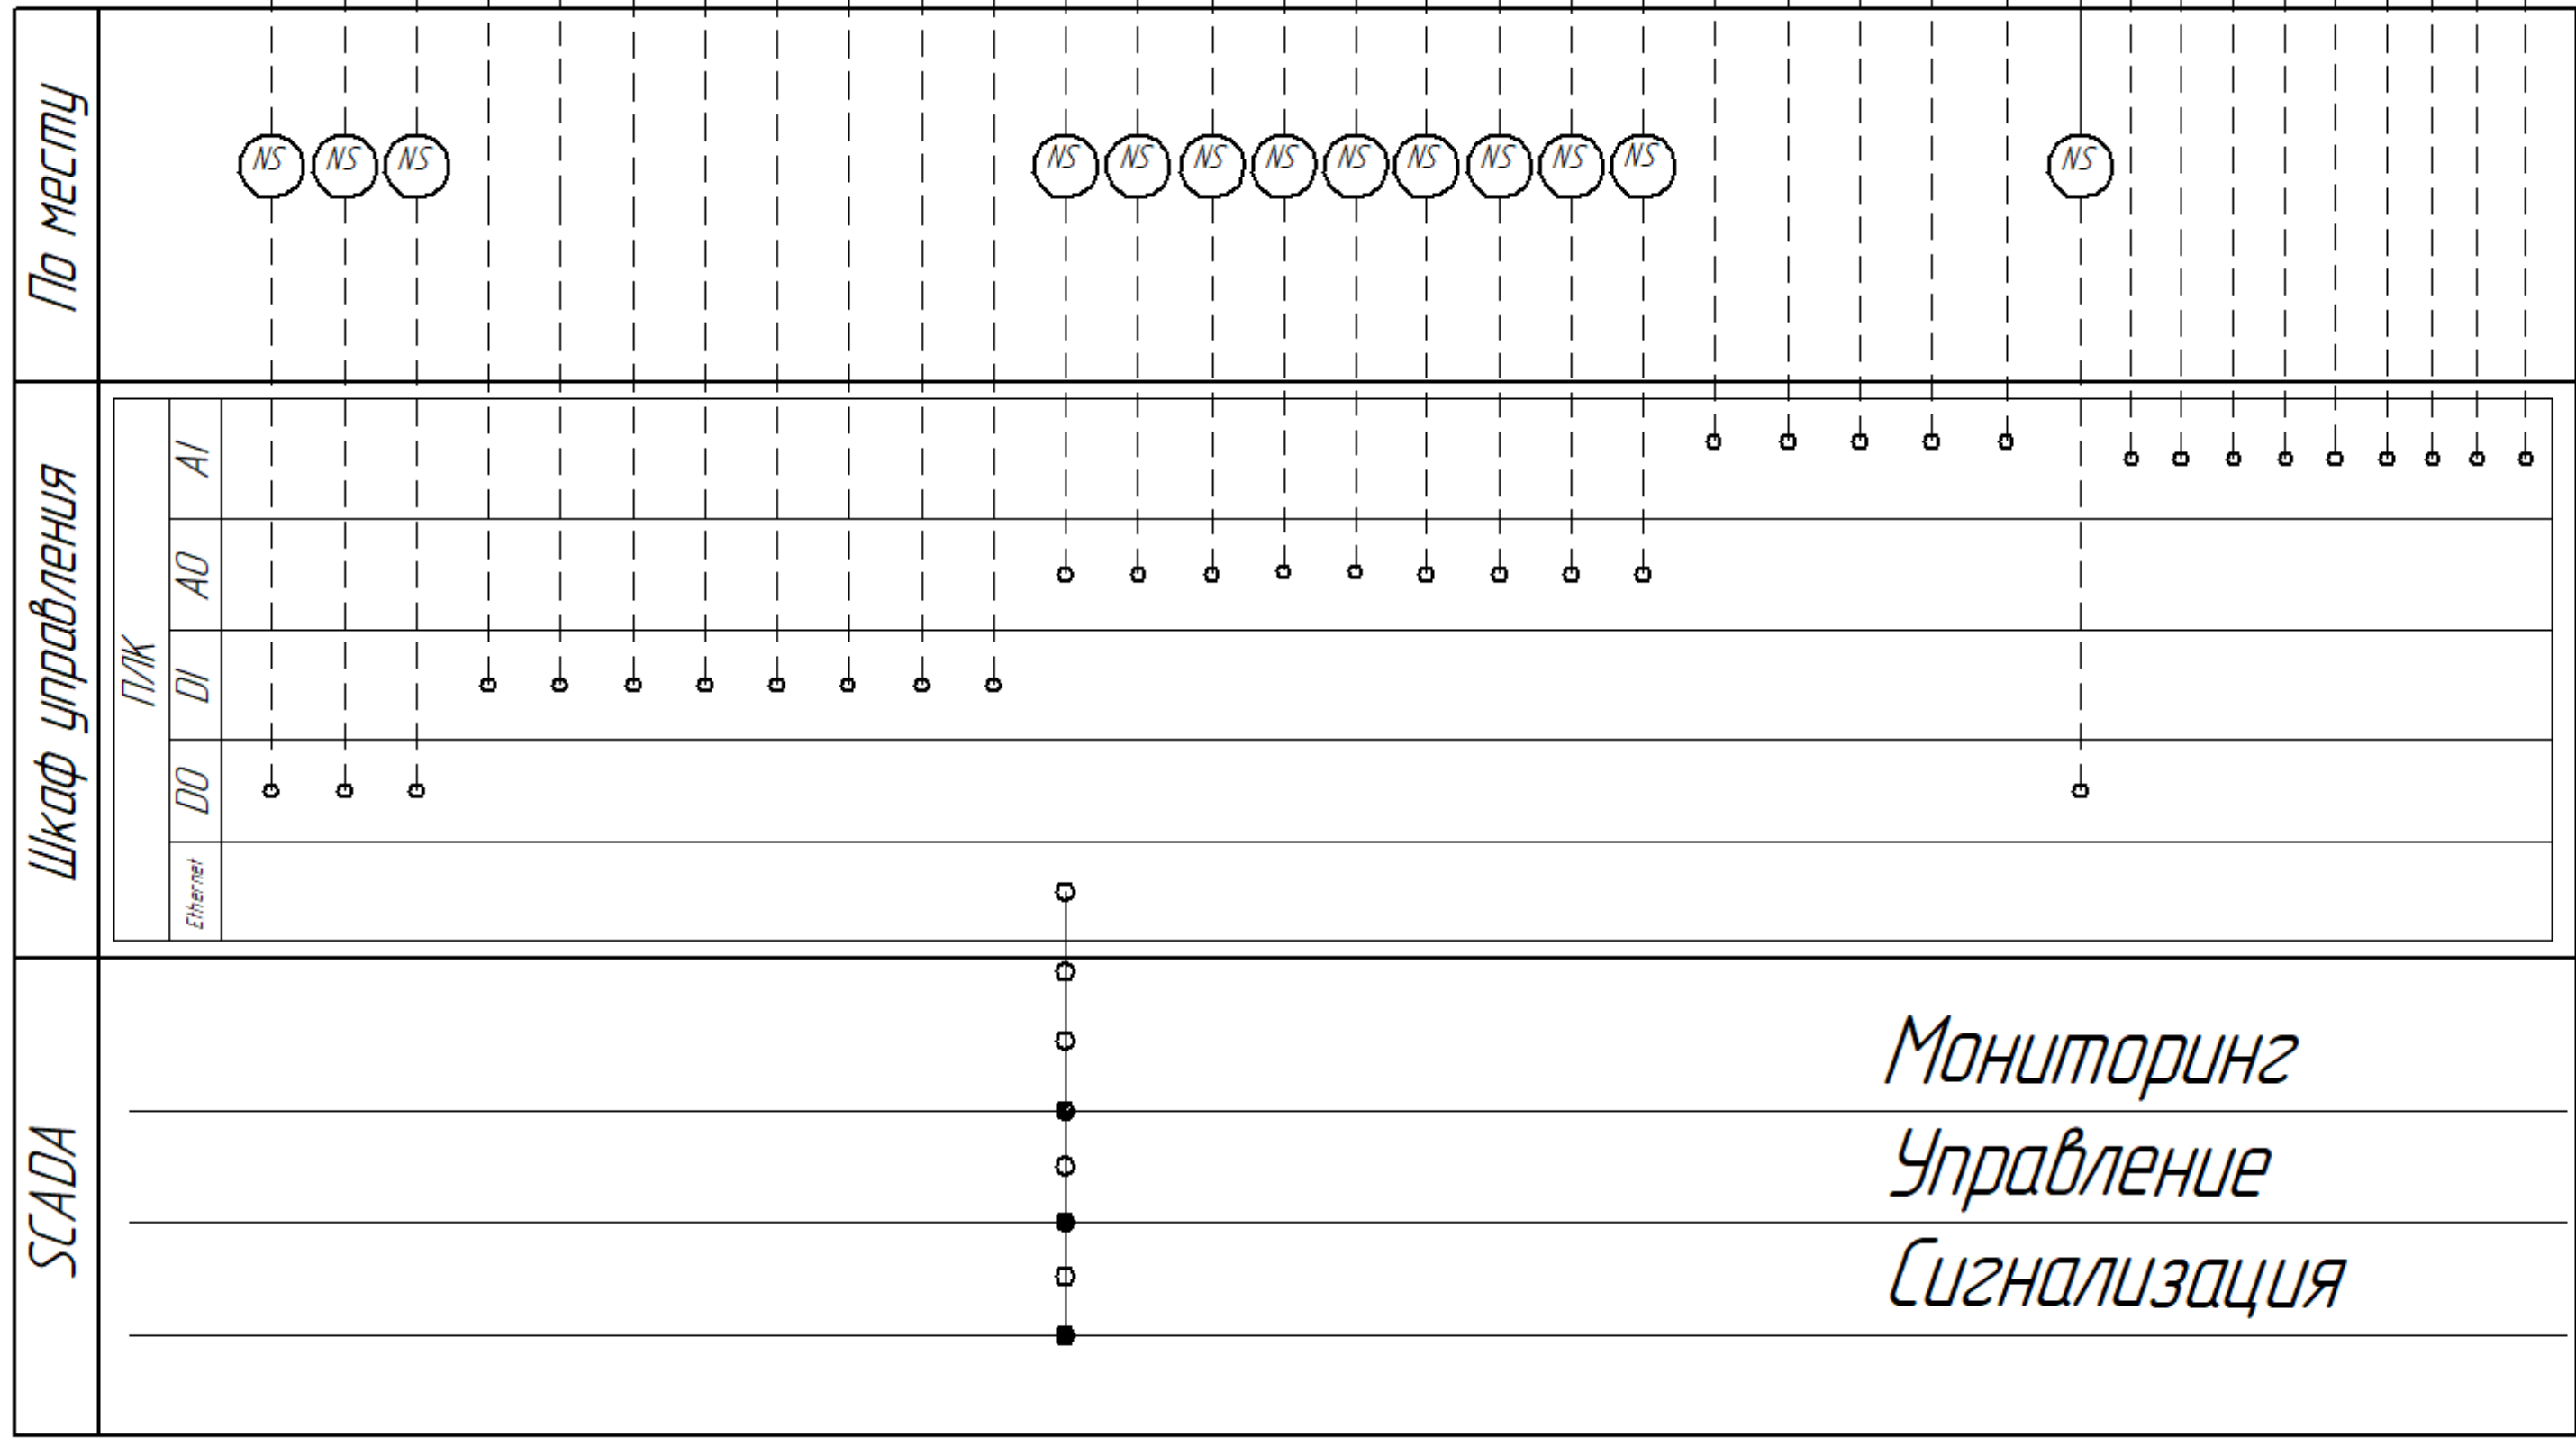 По месту
NS NS NS NS NS NS NS NS NS NS NS NS NS
Шкаф управления
ПЛК
AI
AO
DI
DO
Ethernet
SCADA
Мониторинг
Управление
Сигнализация